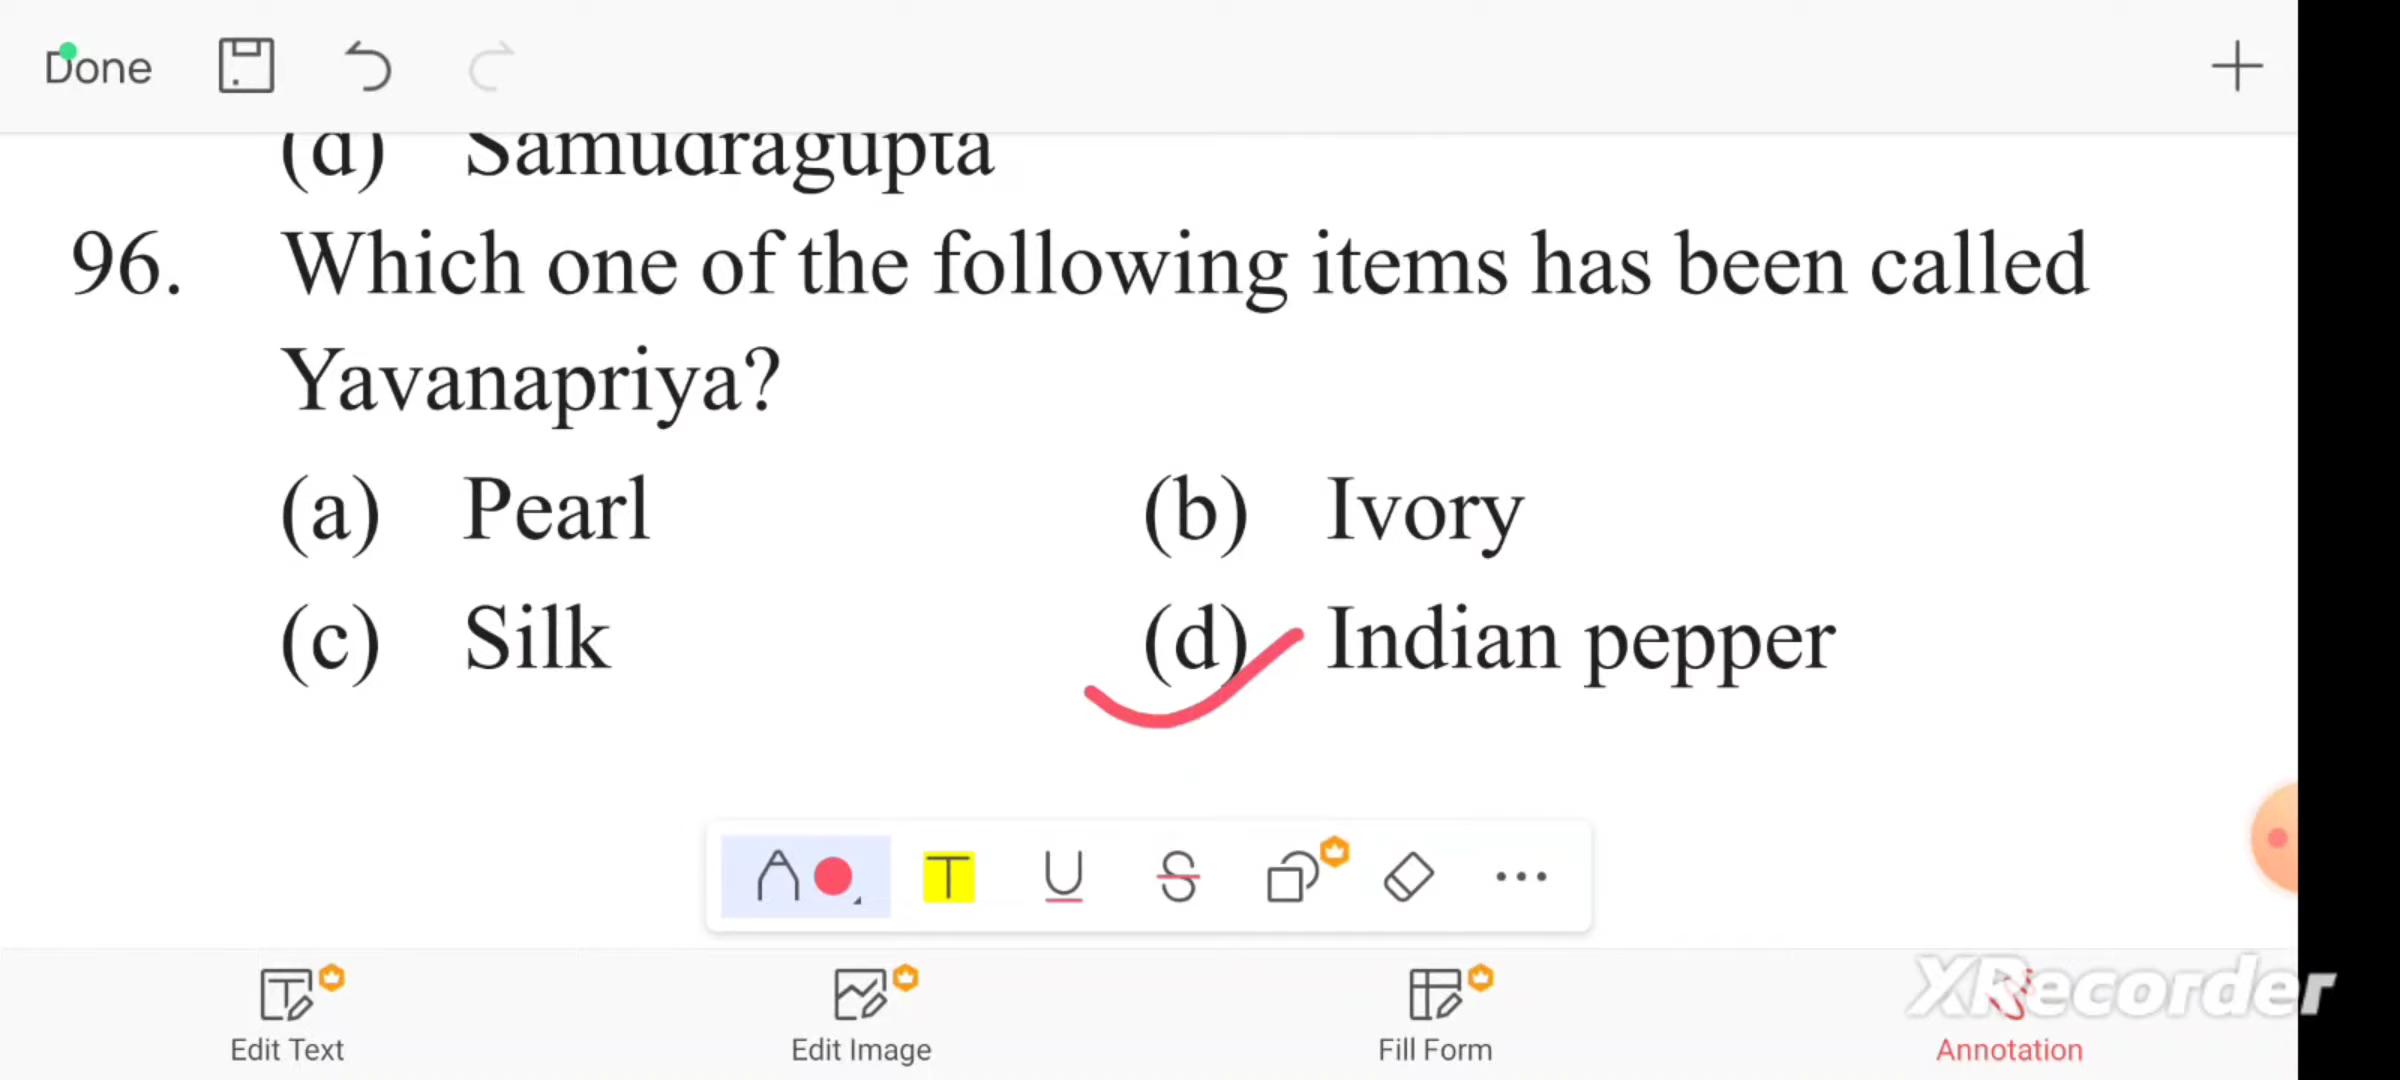 Done
(d) Samudragupta
96. Which one of the following items has been called
Yavanapriya?
(a) Pearl (b) Ivory
(c) Silk (d) Indian pepper
Edit Text Edit Image Fill Form Annotation
XRecorder